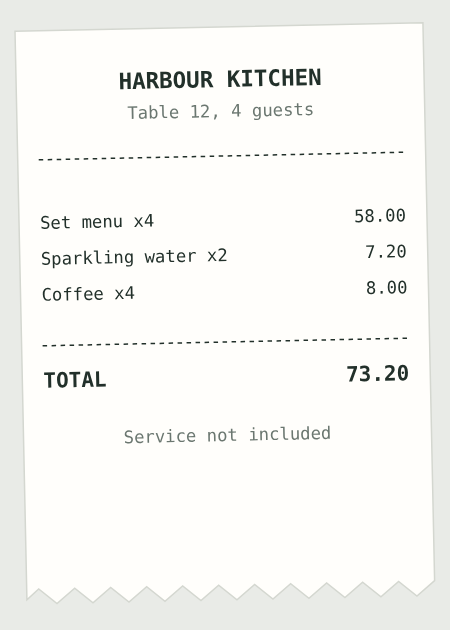 HARBOUR KITCHEN
Table 12, 4 guests
----------------------------------------
Set menu x4 58.00
Sparkling water x2 7.20
Coffee x4 8.00
----------------------------------------
TOTAL 73.20
Service not included